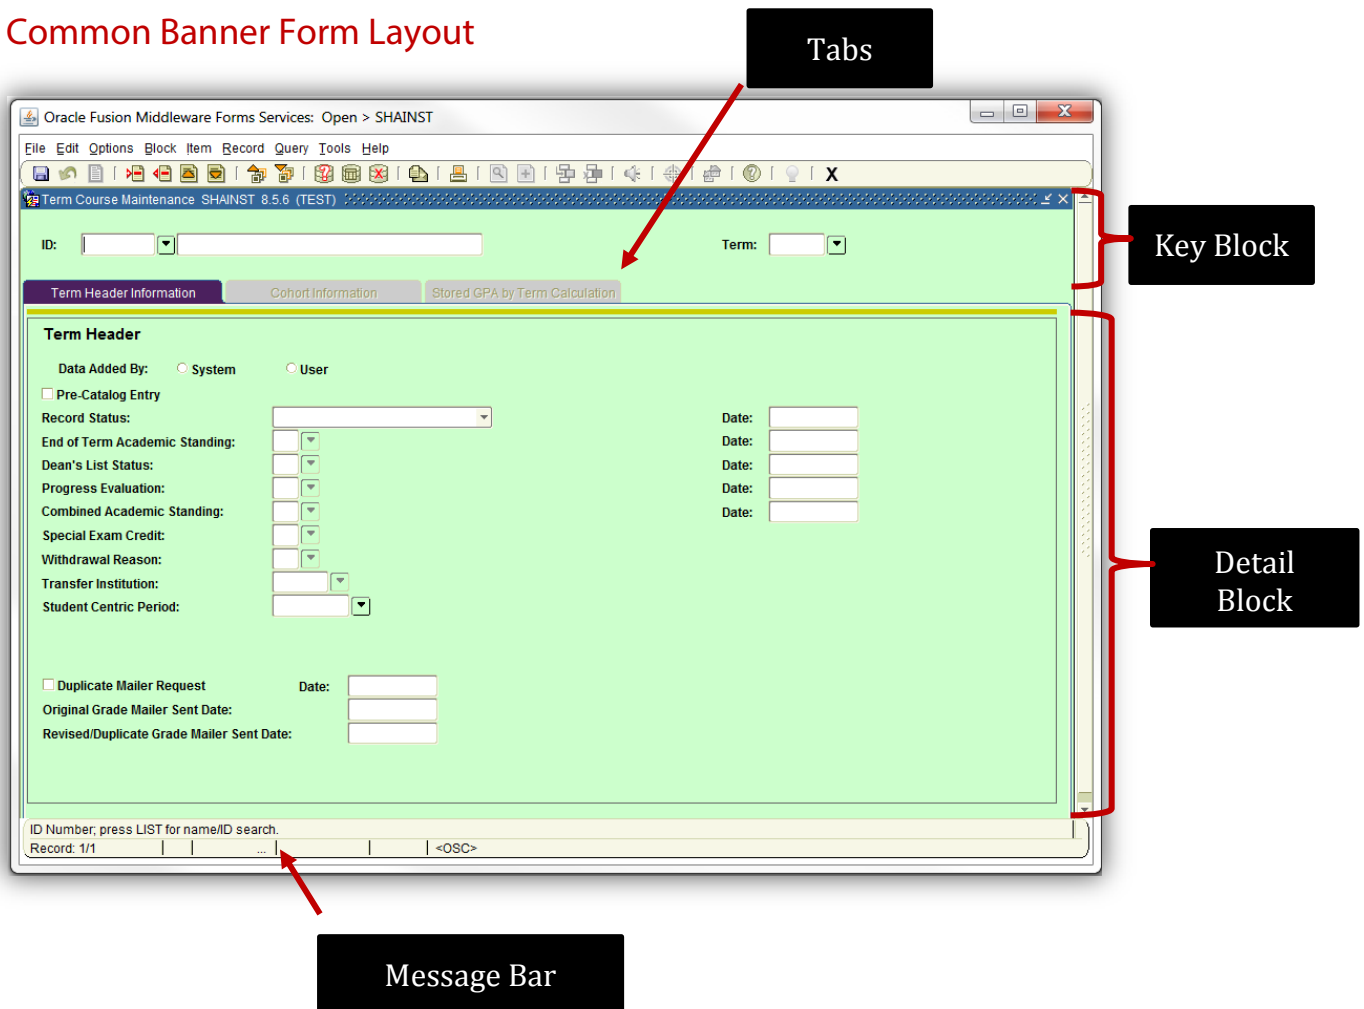 Common Banner Form Layout
Tabs
Oracle Fusion Middleware Forms Services: Open > SHAINST
File Edit Options Block Item Record Query Tools Help
X
Term Course Maintenance SHAINST 8.5.6 (TEST)
ID: Term:
Key Block
Term Header Information Cohort Information Stored GPA by Term Calculation
Term Header
Data Added By: System User
Pre-Catalog Entry
Record Status: Date:
End of Term Academic Standing: Date:
Dean's List Status: Date:
Progress Evaluation: Date:
Combined Academic Standing: Date:
Special Exam Credit:
Withdrawal Reason:
Transfer Institution:
Student Centric Period:
Detail
Block
Duplicate Mailer Request Date:
Original Grade Mailer Sent Date:
Revised/Duplicate Grade Mailer Sent Date:
ID Number; press LIST for name/ID search.
Record: 1/1 ... <OSC>
Message Bar